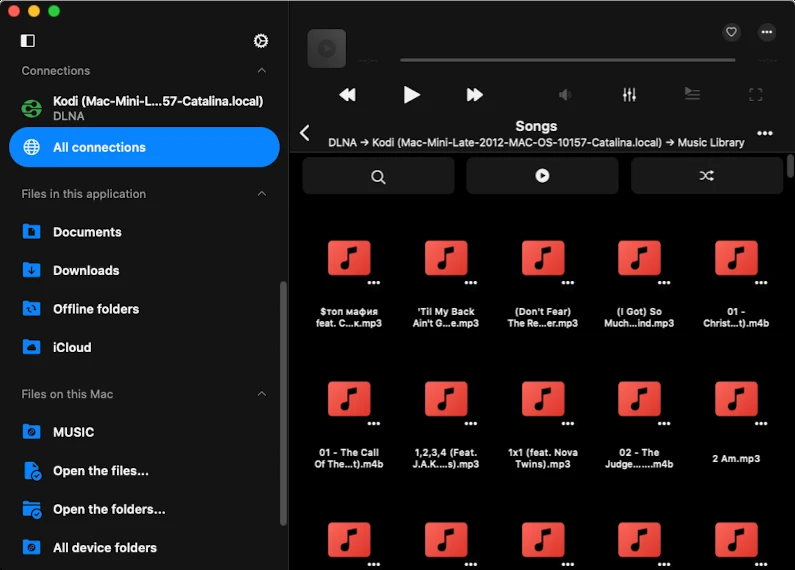 Connections
Kodi (Mac-Mini-L...57-Catalina.local)
DLNA
All connections
Files in this application
Documents
Downloads
Offline folders
iCloud
Files on this Mac
MUSIC
Open the files...
Open the folders...
All device folders
Songs
DLNA → Kodi (Mac-Mini-Late-2012-MAC-OS-10157-Catalina.local) → Music Library
$топ мафия
feat. C...к.mp3
'Til My Back
Ain't G...e.mp3
(Don't Fear)
The Re...er.mp3
(I Got) So
Much...ind.mp3
01 -
Christ...t).m4b
01 - The Call
Of The...t).m4b
1,2,3,4 (Feat.
J.A.K....s).mp3
1x1 (feat. Nova
Twins).mp3
02 - The
Judge......m4b
2 Am.mp3